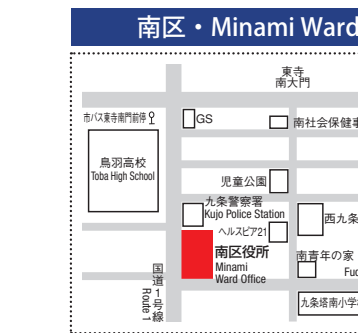 南区・Minami Ward
東寺
南大門
市バス東寺南門前停
GS
南社会保健事
鳥羽高校
Toba High School
児童公園
九条警察署
Kujo Police Station
ヘルスピア21
西九条
南区役所
Minami
Ward Office
南青年の家
Fud
国道1号線
Route 1
九条塔南小学校